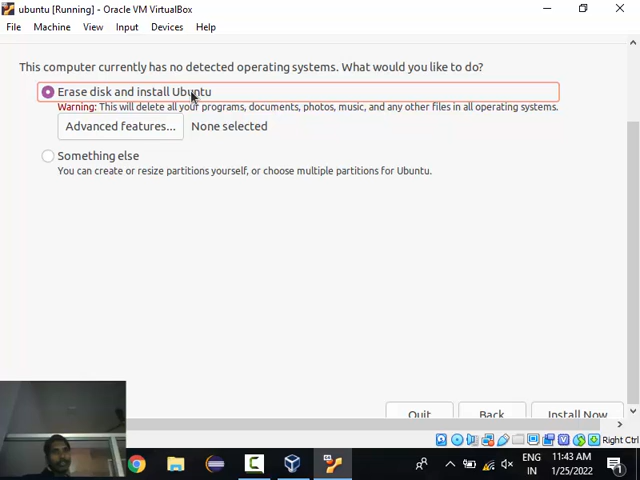 ubuntu [Running] - Oracle VM VirtualBox
File Machine View Input Devices Help
This computer currently has no detected operating systems. What would you like to do?
Erase disk and install Ubuntu
Warning: This will delete all your programs, documents, photos, music, and any other files in all operating systems.
Advanced features... None selected
Something else
You can create or resize partitions yourself, or choose multiple partitions for Ubuntu.
Quit Back Install Now
Right Ctrl
ENG 11:43 AM
IN 1/25/2022
1